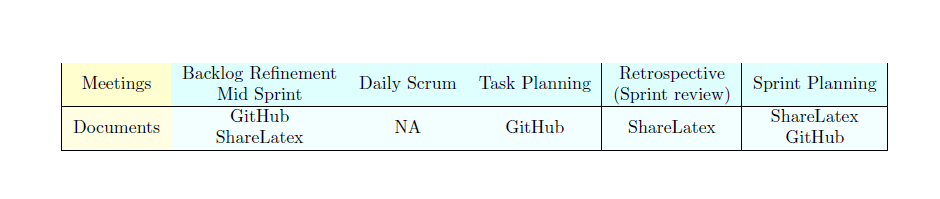 Meetings
Backlog Refinement
Mid Sprint
Daily Scrum
Task Planning
Retrospective
(Sprint review)
Sprint Planning
Documents
GitHub
ShareLatex
NA
GitHub
ShareLatex
ShareLatex
GitHub